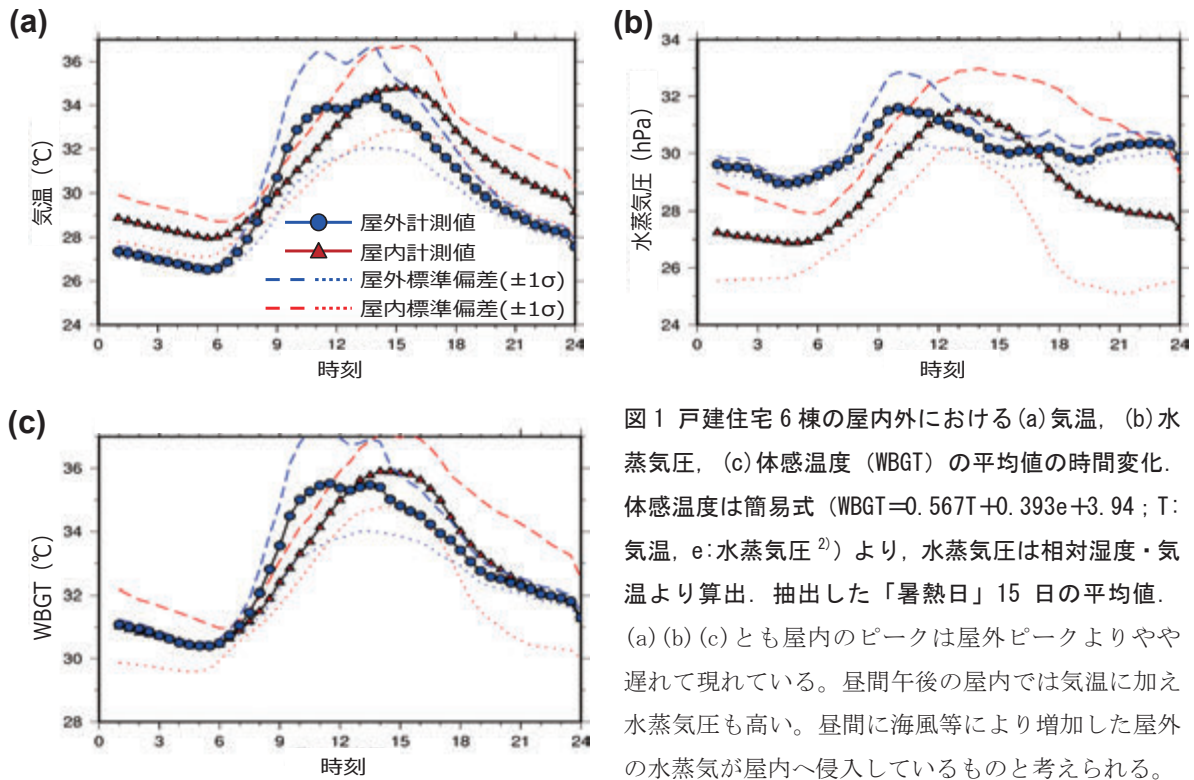 (a)
36
34
32
30
28
26
24
気温 (℃)
0 3 6 9 12 15 18 21 24
時刻
屋外計測値
屋内計測値
屋外標準偏差(±1σ)
屋内標準偏差(±1σ)
(b)
34
32
30
28
26
24
水蒸気圧 (hPa)
0 3 6 9 12 15 18 21 24
時刻
(c)
36
34
32
30
28
WBGT (℃)
0 3 6 9 12 15 18 21 24
時刻
図1 戸建住宅6棟の屋内外における(a)気温, (b)水
蒸気圧, (c)体感温度 (WBGT) の平均値の時間変化.
体感温度は簡易式 (WBGT=0.567T+0.393e+3.94 ; T:
気温, e:水蒸気圧 2)) より, 水蒸気圧は相対湿度・気
温より算出. 抽出した「暑熱日」15 日の平均値.
(a)(b)(c)とも屋内のピークは屋外ピークよりやや
遅れて現れている。昼間午後の屋内では気温に加え
水蒸気圧も高い。昼間に海風等により増加した屋外
の水蒸気が屋内へ侵入しているものと考えられる。